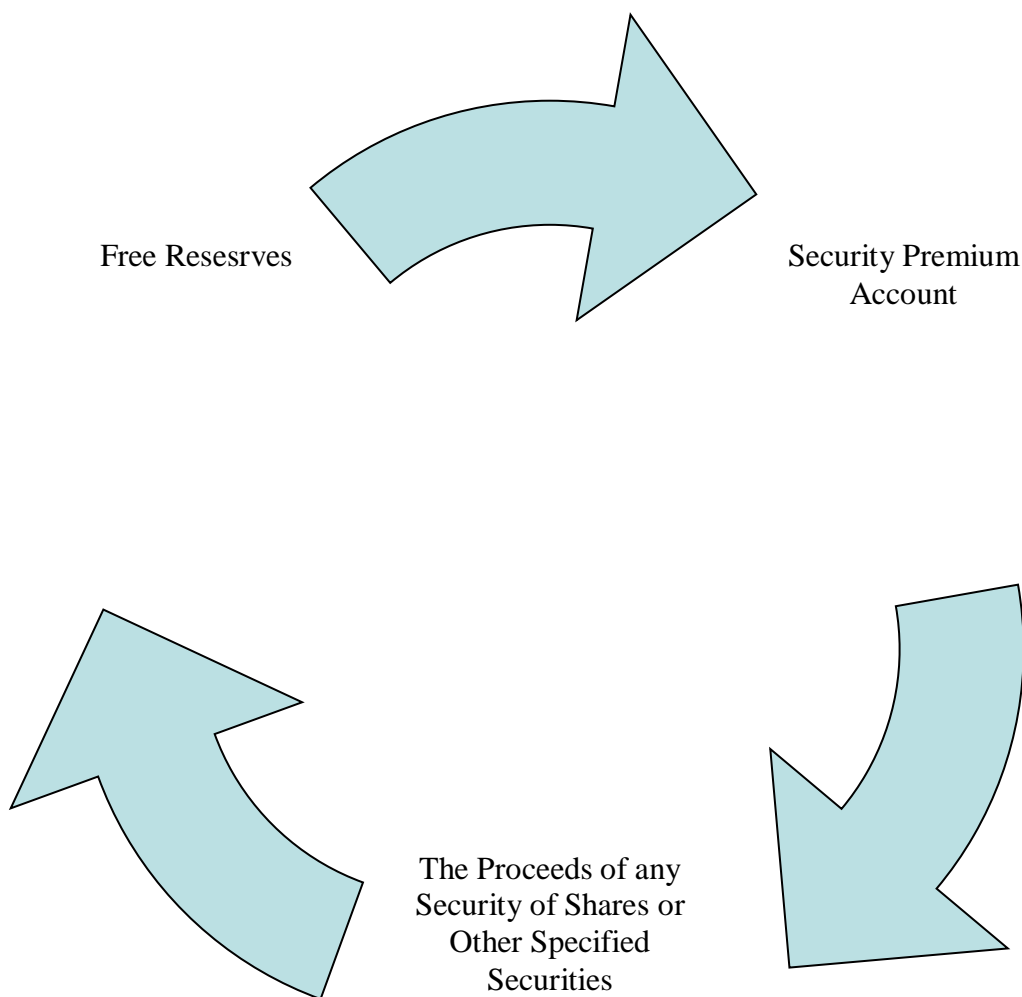 Free Resesrves
Security Premium
Account
The Proceeds of any
Security of Shares or
Other Specified
Securities